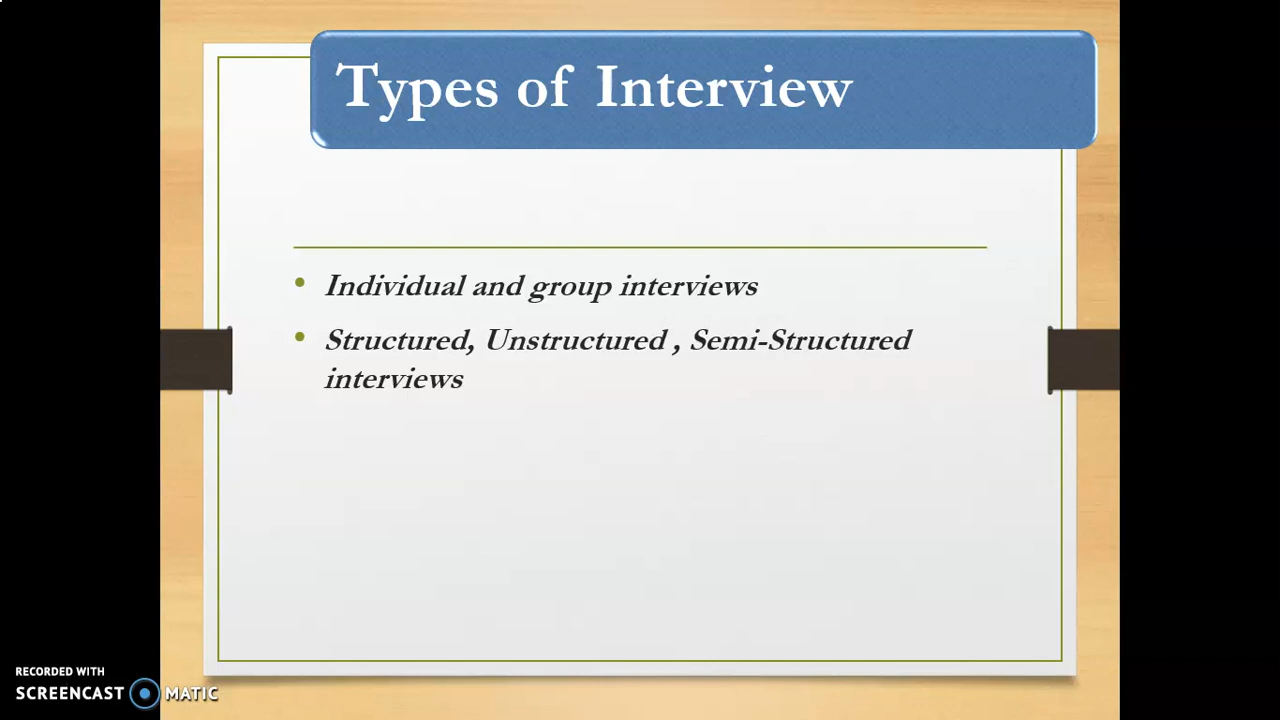 Types of Interview
• Individual and group interviews
• Structured, Unstructured , Semi-Structured
interviews
RECORDED WITH
SCREENCAST MATIC